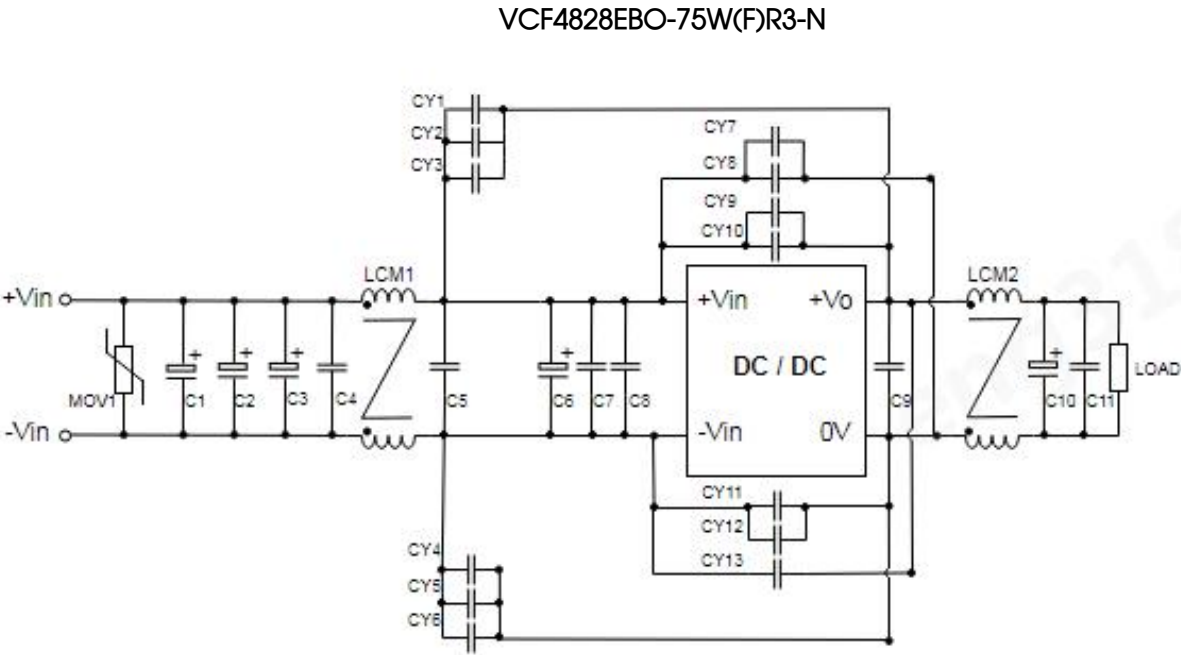 VCF4828EBO-75W(F)R3-N
CY1
CY2
CY3
CY7
CY8
CY9
CY10
LCM1
LCM2
+Vin
+Vin
+Vo
DC / DC
MOV1
C1
C2
C3
C4
C5
C6
C7
C8
C9
C10
C11
LOAD
-Vin
-Vin
0V
CY11
CY12
CY13
CY4
CY5
CY6